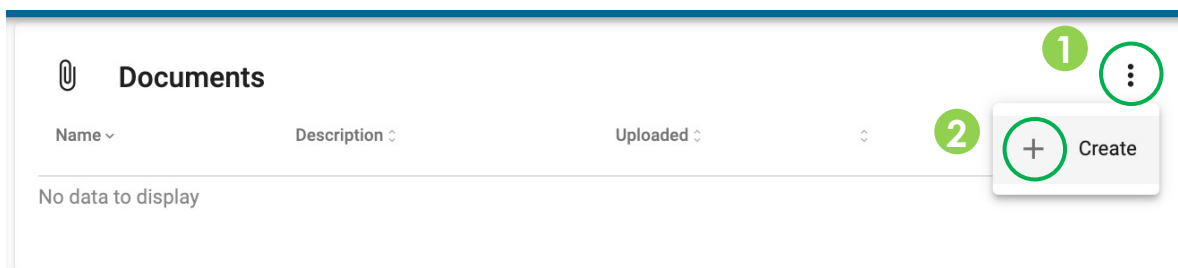 1
Documents
Name Description Uploaded
2
Create
No data to display